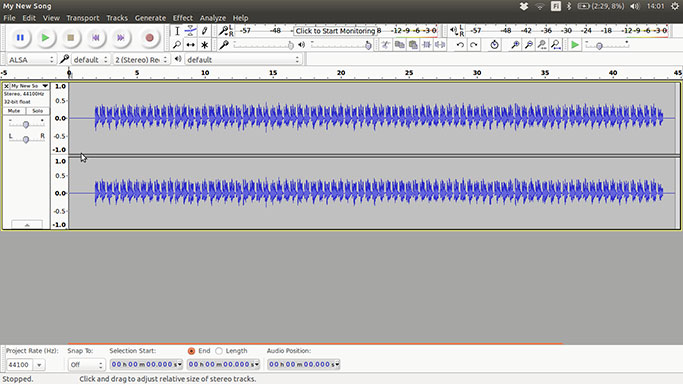 My New Song
Fi
(2:29, 8%)
14:01
File Edit View Transport Tracks Generate Effect Analyze Help
L
R
-57 -48 Click to Start Monitoring 8 -12 -9 -6 -3 0
L
R
-57 -48 -12 -9 -6 -3 0
ALSA default 2 (Stereo) Rec default
-5 0 5 10 15 20 25 30 35 40 45
X My New So
Stereo, 44100Hz
32-bit float
Mute Solo
- +
L R
1.0
0.5
0.0
-0.5
-1.0
1.0
0.5
0.0
-0.5
-1.0
Project Rate (Hz): Snap To: Selection Start: End Length Audio Position:
44100 Off 00 h 00 m 00.000 s 00 h 00 m 00.000 s 00 h 00 m 00.000 s
Stopped. Click and drag to adjust relative size of stereo tracks.